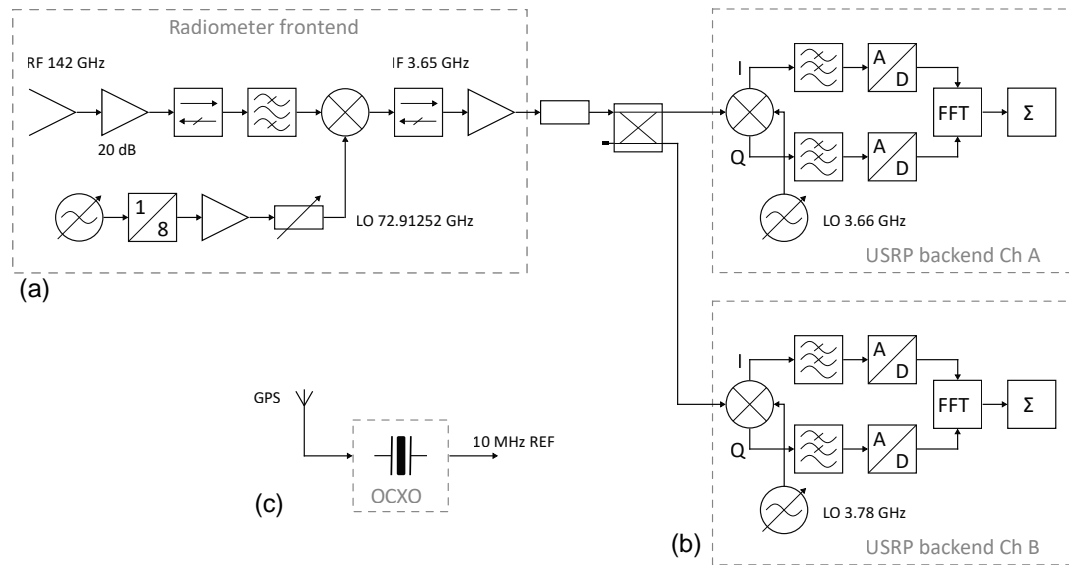 Radiometer frontend
RF 142 GHz
IF 3.65 GHz
20 dB
1
8
LO 72.91252 GHz
(a)
I
Q
A
D
A
D
FFT
Σ
LO 3.66 GHz
USRP backend Ch A
I
Q
A
D
A
D
FFT
Σ
LO 3.78 GHz
USRP backend Ch B
(b)
GPS
10 MHz REF
OCXO
(c)